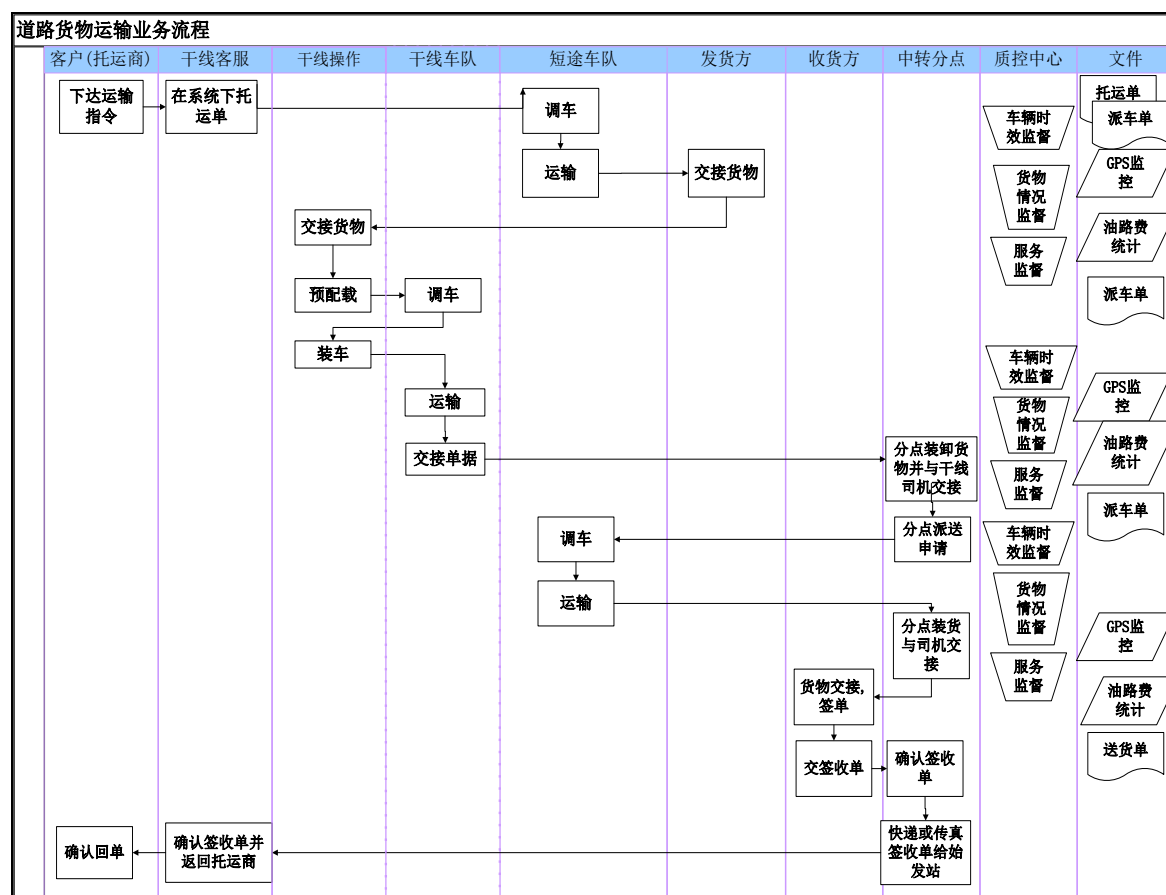 道路货物运输业务流程
客户(托运商)
干线客服
干线操作
干线车队
短途车队
发货方
收货方
中转分点
质控中心
文件
下达运输
指令
在系统下托
运单
调车
车辆时
效监督
托运单
派车单
运输
交接货物
货物
情况
监督
GPS监
控
交接货物
服务
监督
油路费
统计
预配载
调车
派车单
装车
车辆时
效监督
运输
货物
情况
监督
GPS监
控
交接单据
分点装卸货
物并与干线
司机交接
服务
监督
油路费
统计
调车
分点派送
申请
车辆时
效监督
派车单
运输
分点装货
与司机交
接
货物
情况
监督
GPS监
控
货物交接,
签单
服务
监督
油路费
统计
交签收单
确认签收
单
送货单
确认回单
确认签收单并
返回托运商
快递或传真
签收单给始
发站